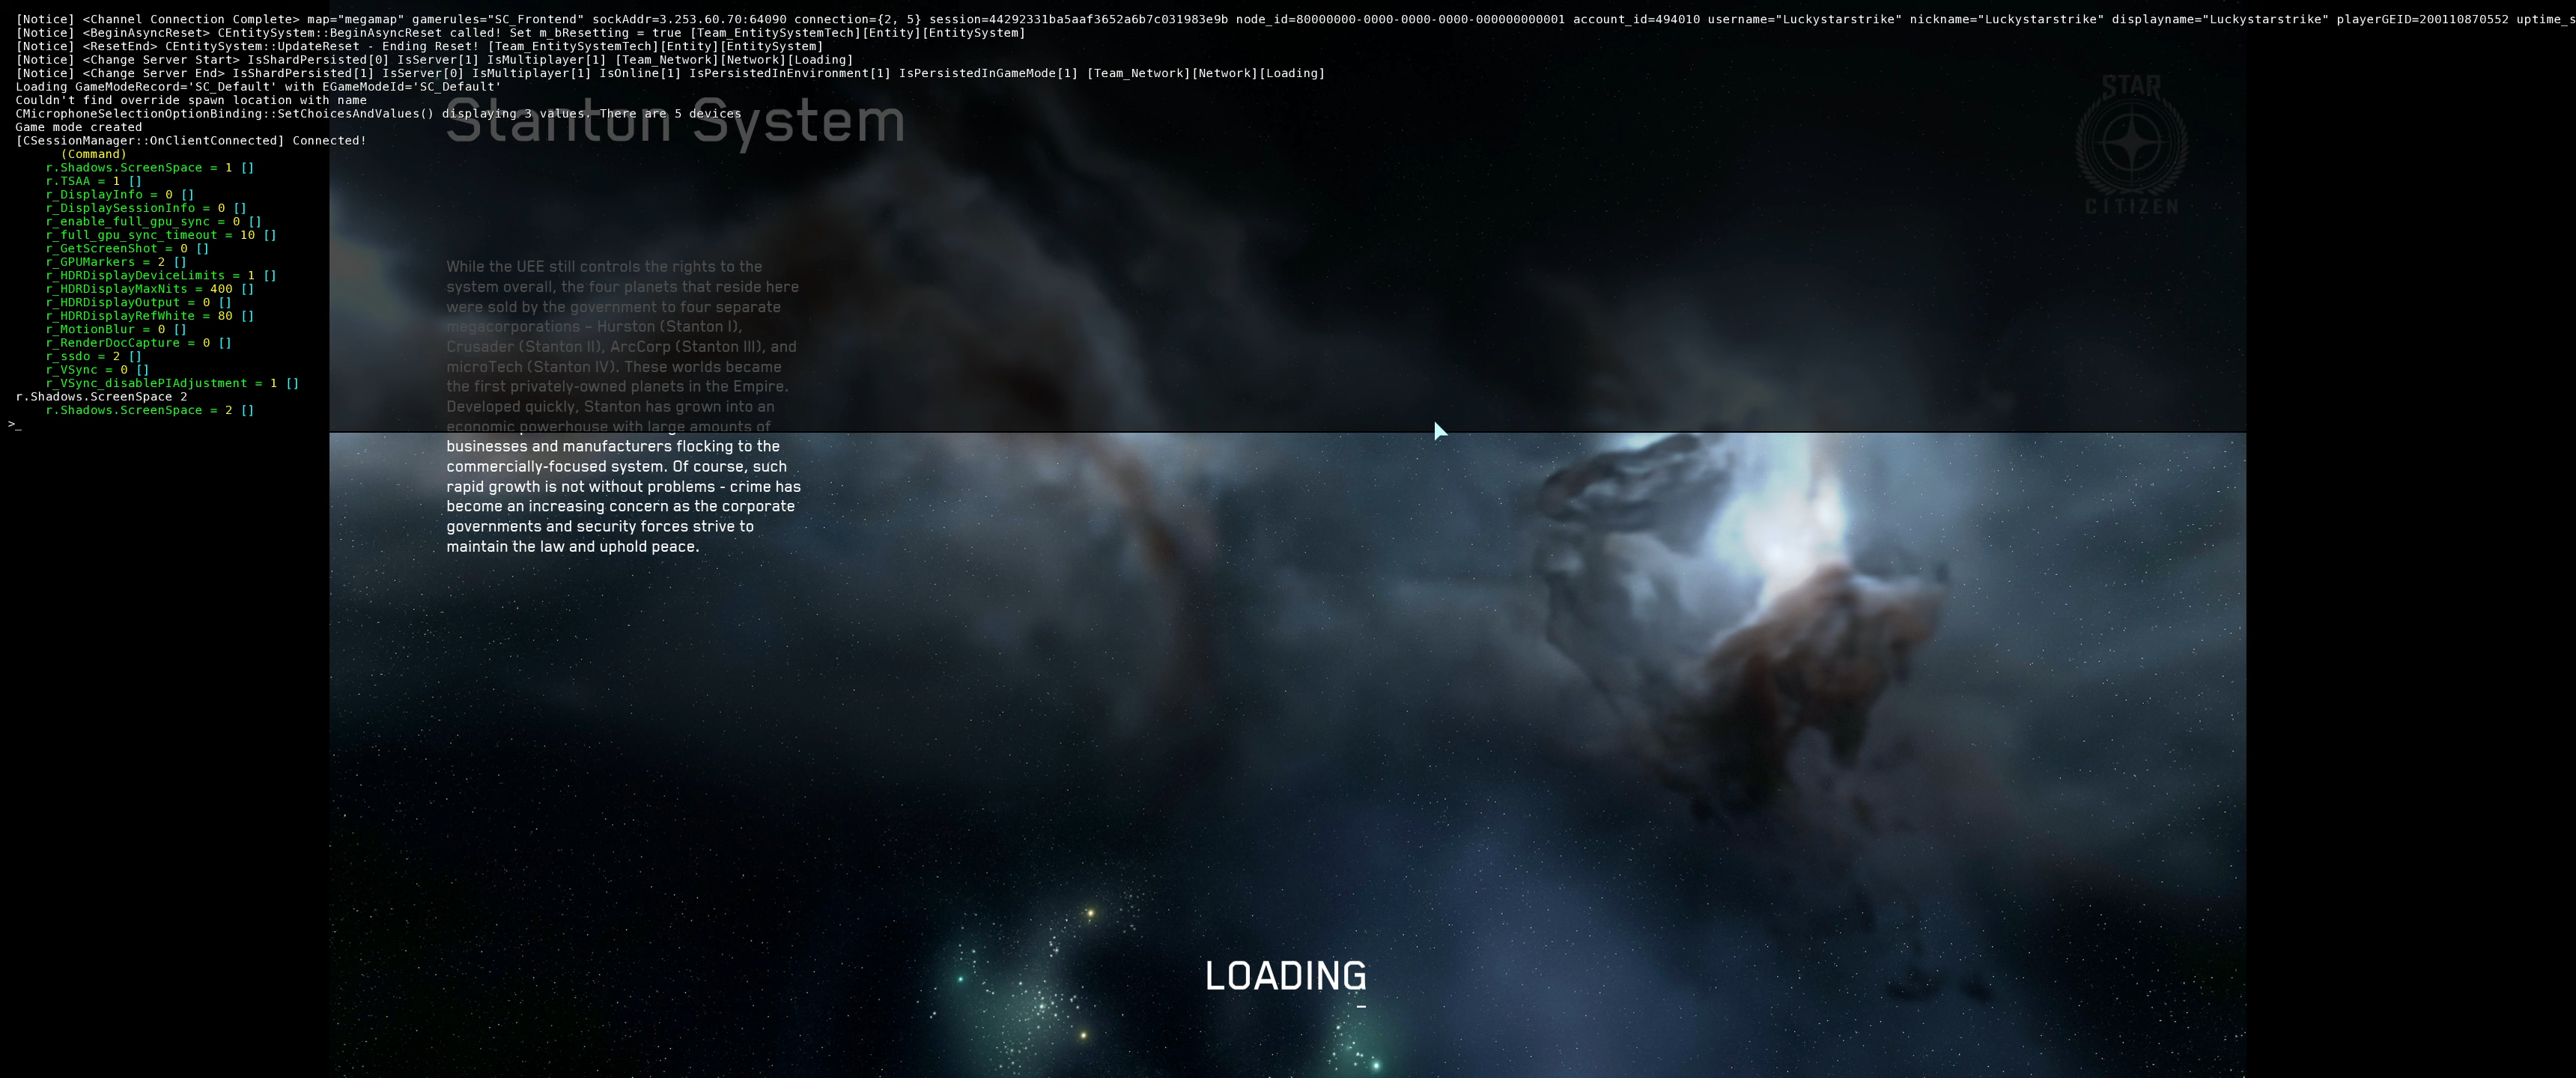 [Notice] <Channel Connection Complete> map="megamap" gamerules="SC_Frontend" sockAddr=3.253.60.70:64090 connection={2, 5} session=44292331ba5aaf3652a6b7c031983e9b node_id=80000000-0000-0000-0000-000000000001 account_id=494010 username="Luckystarstrike" nickname="Luckystarstrike" displayname="Luckystarstrike" playerGEID=200110870552 uptime_s
[Notice] <BeginAsyncReset> CEntitySystem::BeginAsyncReset called! Set m_bResetting = true [Team_EntitySystemTech][Entity][EntitySystem]
[Notice] <ResetEnd> CEntitySystem::UpdateReset - Ending Reset! [Team_EntitySystemTech][Entity][EntitySystem]
[Notice] <Change Server Start> IsShardPersisted[0] IsServer[1] IsMultiplayer[1] [Team_Network][Network][Loading]
[Notice] <Change Server End> IsShardPersisted[1] IsServer[0] IsMultiplayer[1] IsOnline[1] IsPersistedInEnvironment[1] IsPersistedInGameMode[1] [Team_Network][Network][Loading]
Loading GameModeRecord='SC_Default' with EGameModeId='SC_Default'
Couldn't find override spawn location with name
CMicrophoneSelectionOptionBinding::SetChoicesAndValues() displaying 3 values. There are 5 devices
Game mode created
[CSessionManager::OnClientConnected] Connected!
(Command)
r.Shadows.ScreenSpace = 1 []
r.TSAA = 1 []
r_DisplayInfo = 0 []
r_DisplaySessionInfo = 0 []
r_enable_full_gpu_sync = 0 []
r_full_gpu_sync_timeout = 10 []
r_GetScreenShot = 0 []
r_GPUMarkers = 2 []
r_HDRDisplayDeviceLimits = 1 []
r_HDRDisplayMaxNits = 400 []
r_HDRDisplayOutput = 0 []
r_HDRDisplayRefWhite = 80 []
r_MotionBlur = 0 []
r_RenderDocCapture = 0 []
r_ssdo = 2 []
r_VSync = 0 []
r_VSync_disablePIAdjustment = 1 []
r.Shadows.ScreenSpace 2
r.Shadows.ScreenSpace = 2 []
>_
Stanton System
STAR
CITIZEN
While the UEE still controls the rights to the
system overall, the four planets that reside here
were sold by the government to four separate
megacorporations – Hurston (Stanton I),
Crusader (Stanton II), ArcCorp (Stanton III), and
microTech (Stanton IV). These worlds became
the first privately-owned planets in the Empire.
Developed quickly, Stanton has grown into an
economic powerhouse with large amounts of
businesses and manufacturers flocking to the
commercially-focused system. Of course, such
rapid growth is not without problems - crime has
become an increasing concern as the corporate
governments and security forces strive to
maintain the law and uphold peace.
LOADING